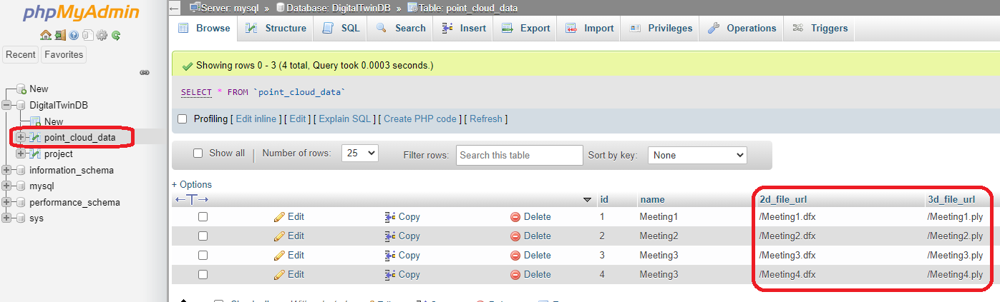 phpMyAdmin
Recent Favorites
New
DigitalTwinDB
New
point_cloud_data
project
information_schema
mysql
performance_schema
sys
Server: mysql » Database: DigitalTwinDB » Table: point_cloud_data
Browse Structure SQL Search Insert Export Import Privileges Operations Triggers
Showing rows 0 - 3 (4 total, Query took 0.0003 seconds.)
SELECT * FROM `point_cloud_data`
Profiling [ Edit inline ] [ Edit ] [ Explain SQL ] [ Create PHP code ] [ Refresh ]
Show all Number of rows: 25 Filter rows: Search this table Sort by key: None
+ Options
←T→ id name 2d_file_url 3d_file_url
Edit Copy Delete 1 Meeting1 /Meeting1.dfx /Meeting1.ply
Edit Copy Delete 2 Meeting2 /Meeting2.dfx /Meeting2.ply
Edit Copy Delete 3 Meeting3 /Meeting3.dfx /Meeting3.ply
Edit Copy Delete 4 Meeting3 /Meeting4.dfx /Meeting4.ply